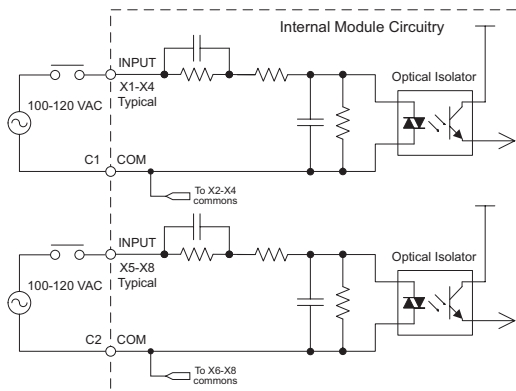 Internal Module Circuitry
INPUT
X1-X4
Typical
Optical Isolator
100-120 VAC
C1 COM
To X2-X4
commons
INPUT
X5-X8
Typical
Optical Isolator
100-120 VAC
C2 COM
To X6-X8
commons